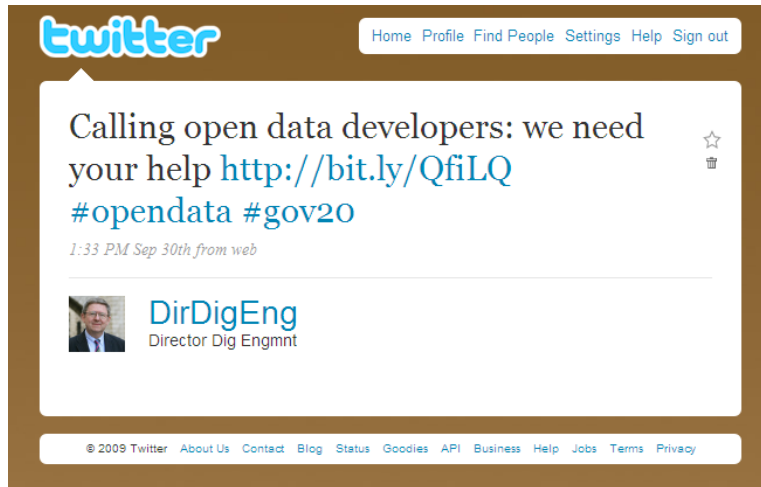 twitter
Home Profile Find People Settings Help Sign out
Calling open data developers: we need
your help http://bit.ly/QfiLQ
#opendata #gov20
1:33 PM Sep 30th from web
DirDigEng
Director Dig Engmnt
© 2009 Twitter About Us Contact Blog Status Goodies API Business Help Jobs Terms Privacy